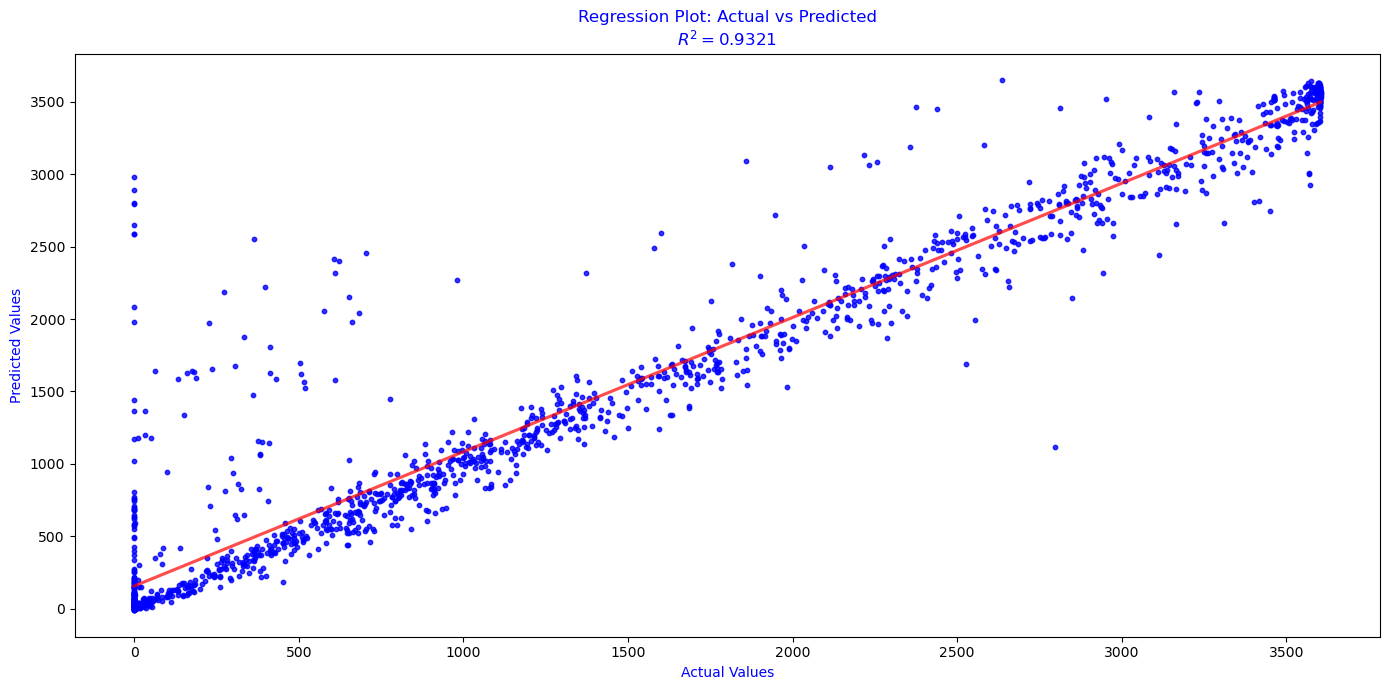 Regression Plot: Actual vs Predicted
R² = 0.9321
3500
3000
2500
2000
1500
1000
500
0
Predicted Values
0 500 1000 1500 2000 2500 3000 3500
Actual Values